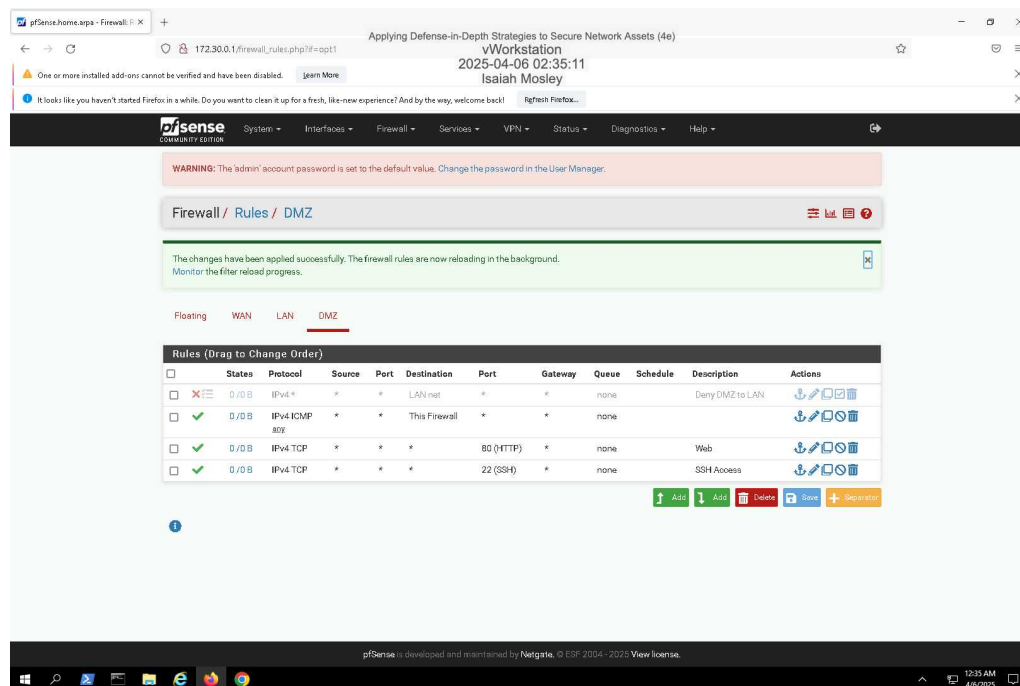 pfSense.home.arpa - Firewall: R
Applying Defense-in-Depth Strategies to Secure Network Assets (4e)
172.30.0.1/firewall_rules.php?if=opt1
vWorkstation
2025-04-06 02:35:11
One or more installed add-ons cannot be verified and have been disabled. Learn More
Isaiah Mosley
It looks like you haven't started Firefox in a while. Do you want to clean it up for a fresh, like-new experience? And by the way, welcome back! Refresh Firefox...
pfsense System Interfaces Firewall Services VPN Status Diagnostics Help
COMMUNITY EDITION
WARNING: The 'admin' account password is set to the default value. Change the password in the User Manager.
Firewall / Rules / DMZ
The changes have been applied successfully. The firewall rules are now reloading in the background.
Monitor the filter reload progress.
Floating WAN LAN DMZ
Rules (Drag to Change Order)
States Protocol Source Port Destination Port Gateway Queue Schedule Description Actions
0 /0 B IPv4 * * * LAN net * * none Deny DMZ to LAN
0 /0 B IPv4 ICMP * * This Firewall * * none
any
0 /0 B IPv4 TCP * * * 80 (HTTP) * none Web
0 /0 B IPv4 TCP * * * 22 (SSH) * none SSH Access
Add Add Delete Save Separator
pfSense is developed and maintained by Netgate. © ESF 2004 - 2025 View license.
12:35 AM
4/6/2025